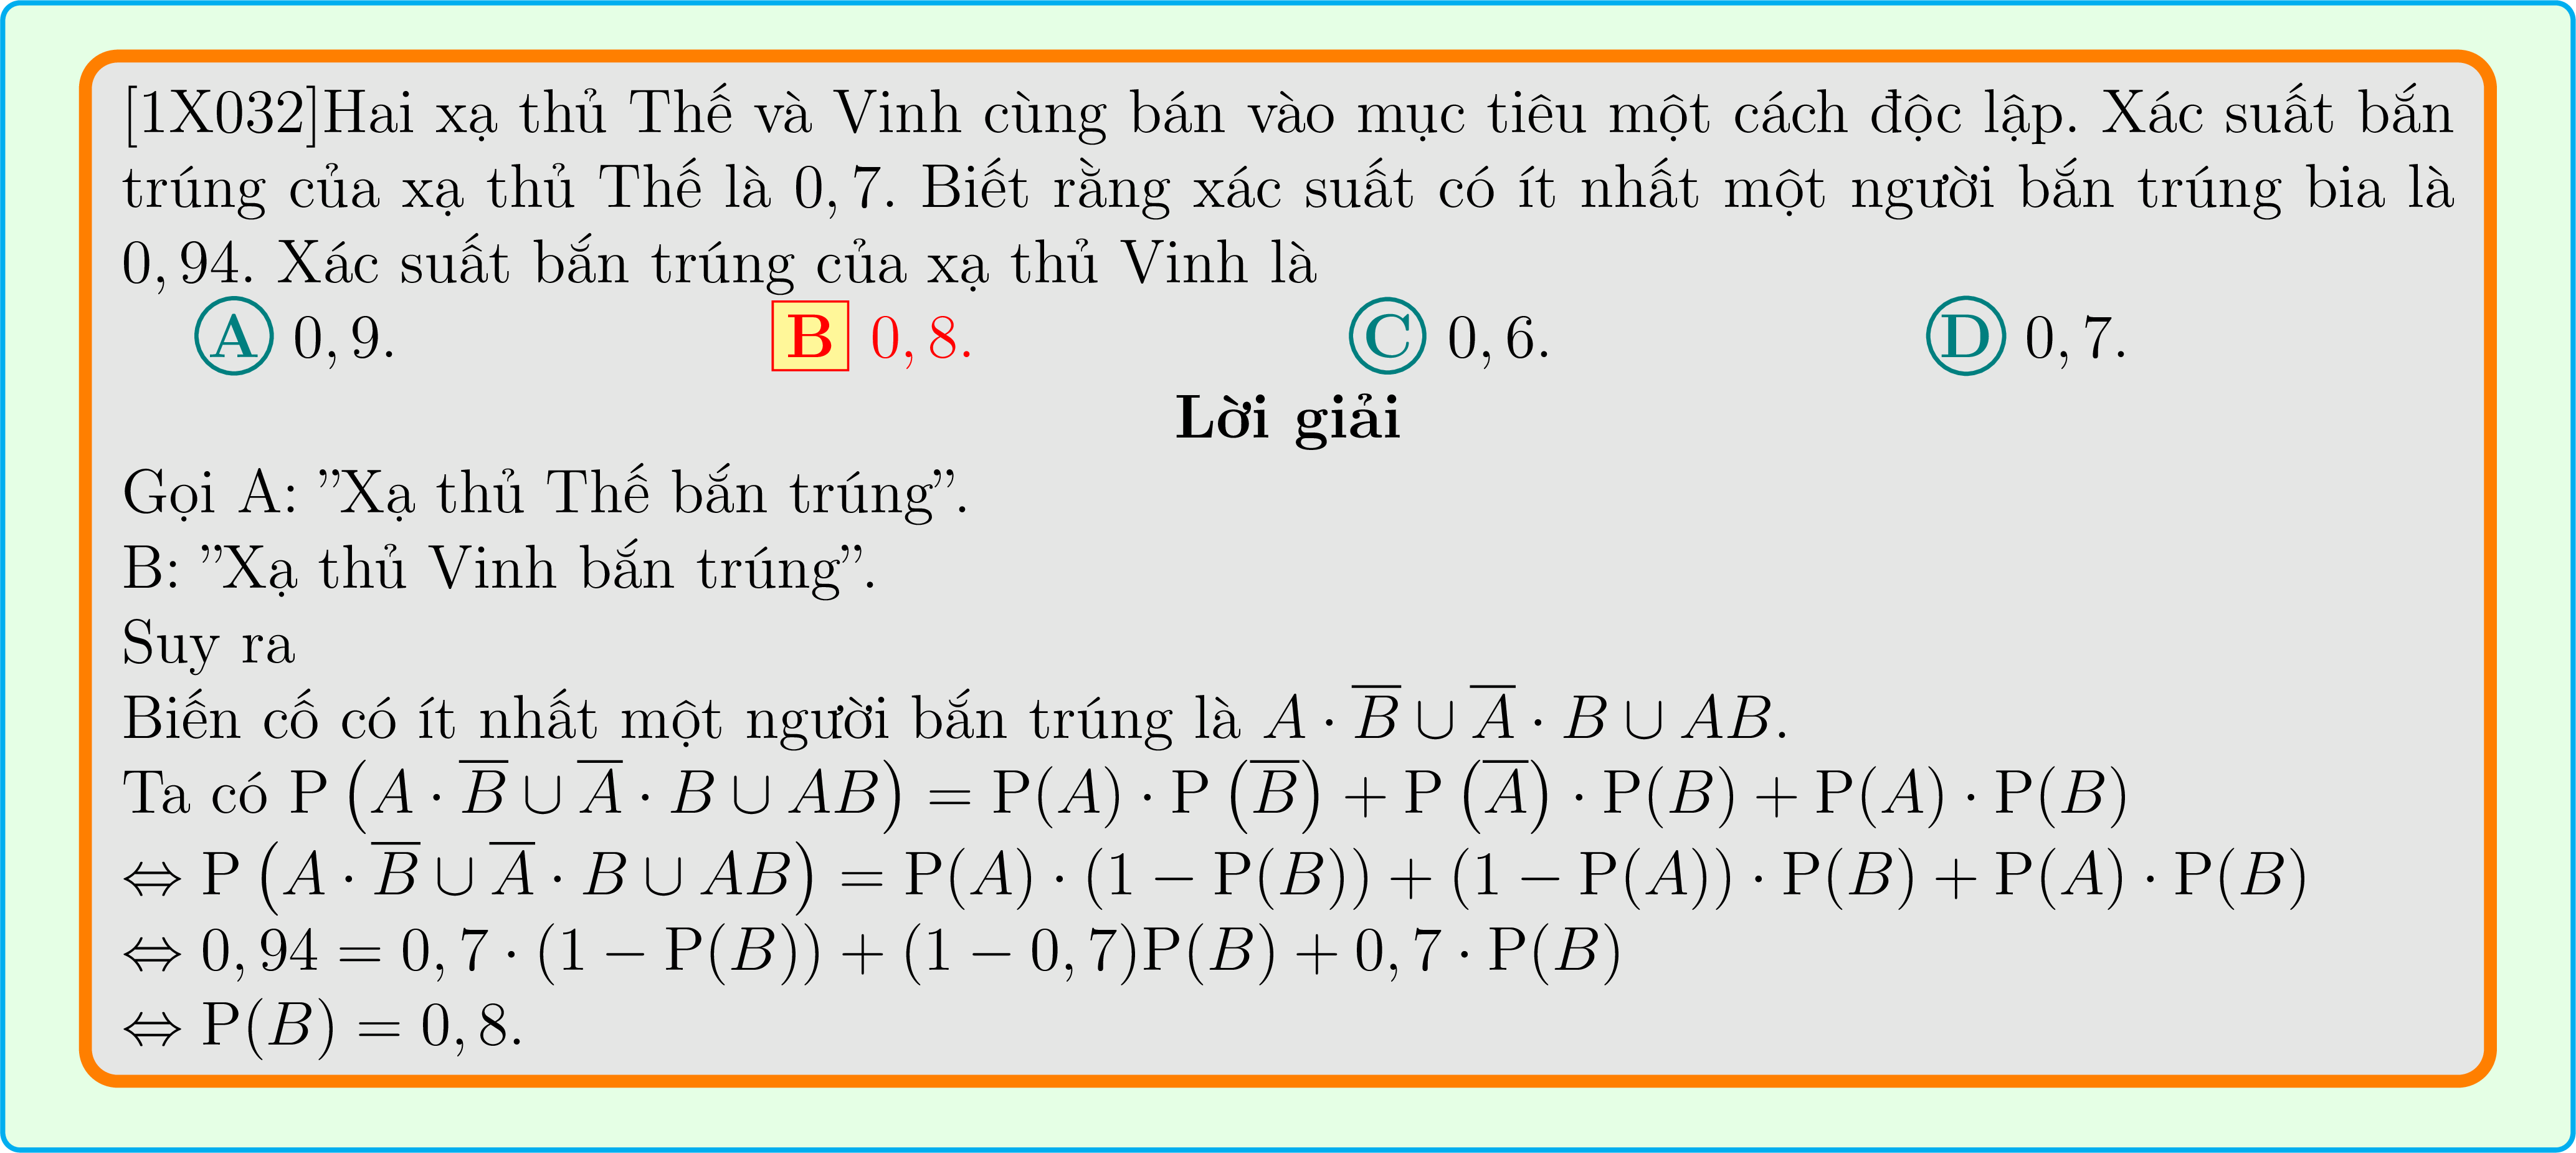 [1X032]Hai xạ thủ Thế và Vinh cùng bán vào mục tiêu một cách độc lập. Xác suất bắn
trúng của xạ thủ Thế là 0, 7. Biết rằng xác suất có ít nhất một người bắn trúng bia là
0, 94. Xác suất bắn trúng của xạ thủ Vinh là
A 0, 9. B 0, 8. C 0, 6. D 0, 7.
Lời giải
Gọi A: ”Xạ thủ Thế bắn trúng”.
B: ”Xạ thủ Vinh bắn trúng”.
Suy ra
Biến cố có ít nhất một người bắn trúng là $A \cdot \overline{B} \cup \overline{A} \cdot B \cup AB$.
Ta có $\mathrm{P}\left(A \cdot \overline{B} \cup \overline{A} \cdot B \cup AB\right) = \mathrm{P}(A) \cdot \mathrm{P}\left(\overline{B}\right) + \mathrm{P}\left(\overline{A}\right) \cdot \mathrm{P}(B) + \mathrm{P}(A) \cdot \mathrm{P}(B)$
$\Leftrightarrow \mathrm{P}\left(A \cdot \overline{B} \cup \overline{A} \cdot B \cup AB\right) = \mathrm{P}(A) \cdot (1 - \mathrm{P}(B)) + (1 - \mathrm{P}(A)) \cdot \mathrm{P}(B) + \mathrm{P}(A) \cdot \mathrm{P}(B)$
$\Leftrightarrow 0, 94 = 0, 7 \cdot (1 - \mathrm{P}(B)) + (1 - 0, 7)\mathrm{P}(B) + 0, 7 \cdot \mathrm{P}(B)$
$\Leftrightarrow \mathrm{P}(B) = 0, 8.$